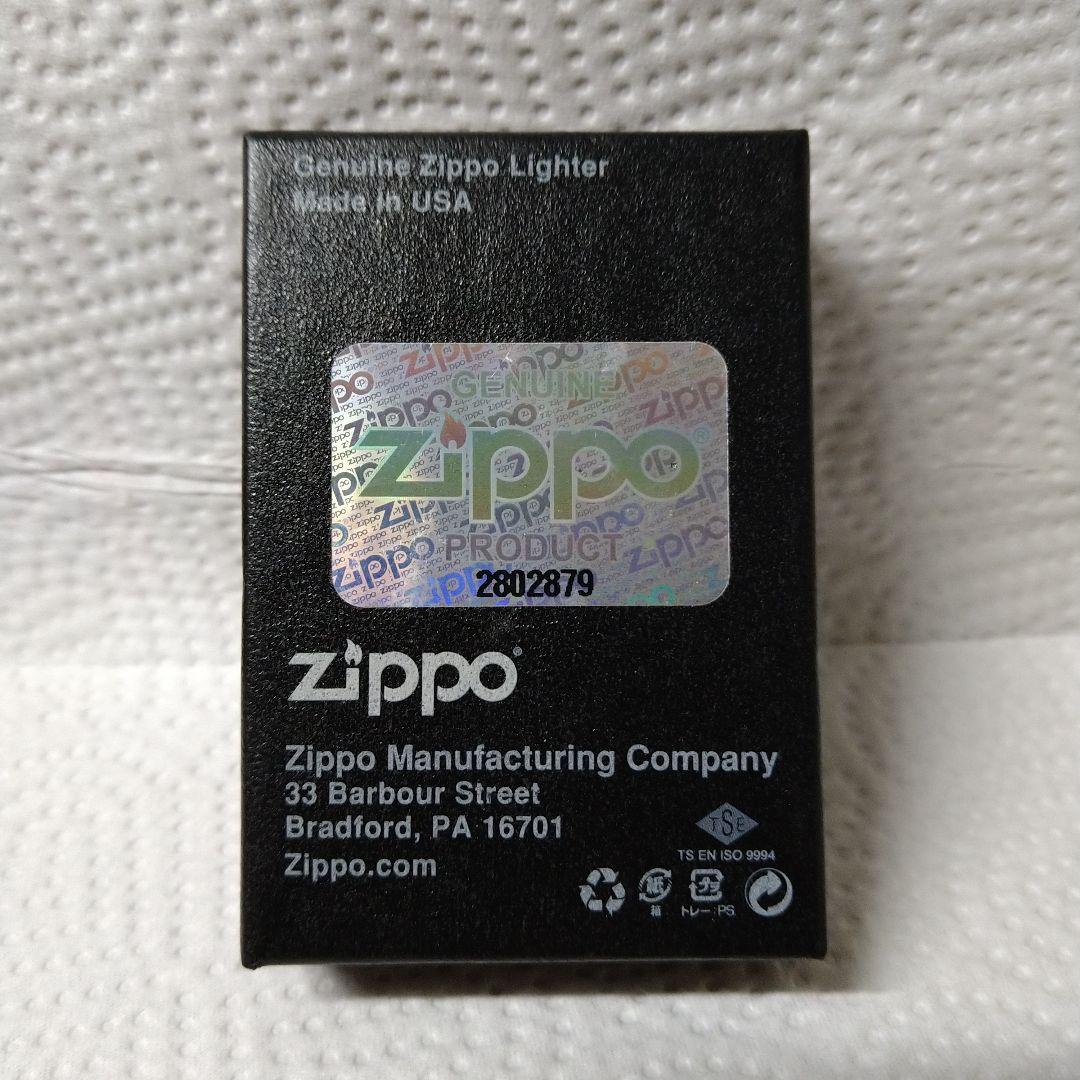 Genuine Zippo Lighter
Made in USA
GENUINE
Zippo®
PRODUCT
2802879
Zippo®
Zippo Manufacturing Company
33 Barbour Street
Bradford, PA 16701
Zippo.com
TSE
TS EN ISO 9994
紙
プラ
箱
トレー:PS